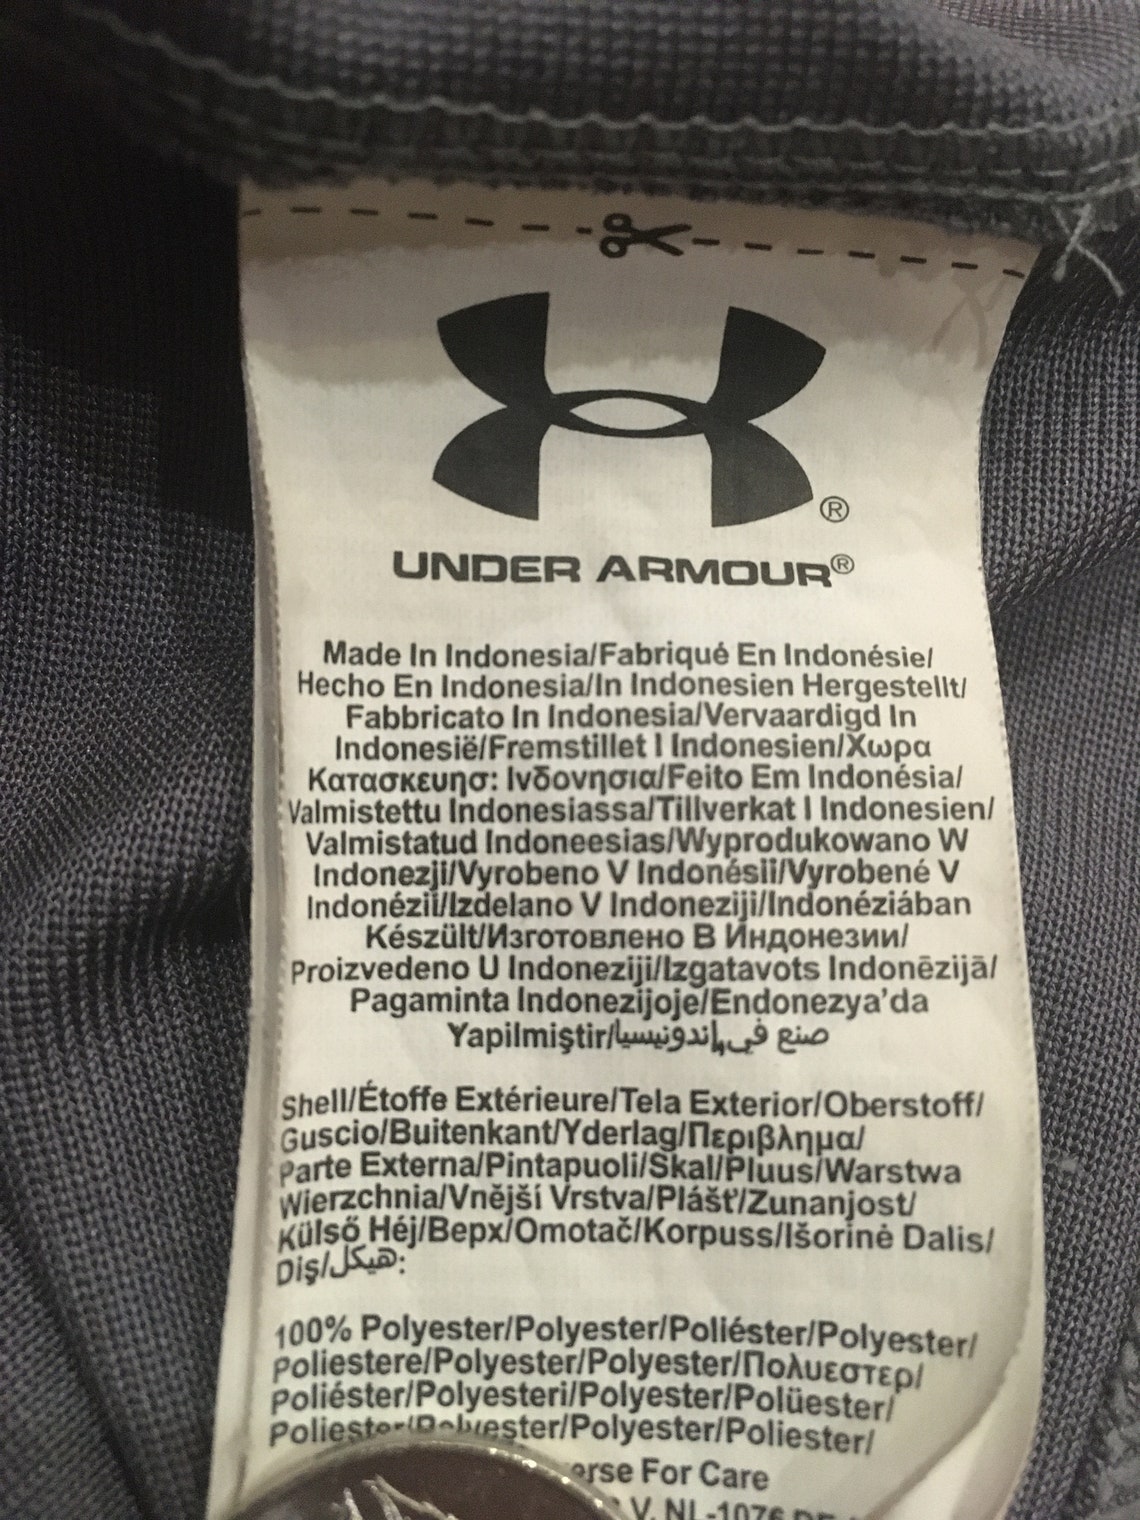 ®
UNDER ARMOUR®
Made In Indonesia/Fabriqué En Indonésie/
Hecho En Indonesia/In Indonesien Hergestellt/
Fabbricato In Indonesia/Vervaardigd In
Indonesië/Fremstillet I Indonesien/Χωρα
Κατασκευησ: Ινδονησια/Feito Em Indonésia/
Valmistettu Indonesiassa/Tillverkat I Indonesien/
Valmistatud Indoneesias/Wyprodukowano W
Indonezji/Vyrobeno V Indonésii/Vyrobené V
Indonézii/Izdelano V Indoneziji/Indonéziában
Készült/Изготовлено В Индонезии/
Proizvedeno U Indoneziji/Izgatavots Indonēzijā/
Pagaminta Indonezijoje/Endonezya'da
Yapilmiştir/صنع في إندونيسيا
Shell/Étoffe Extérieure/Tela Exterior/Oberstoff/
Guscio/Buitenkant/Yderlag/Περιβλημα/
Parte Externa/Pintapuoli/Skal/Pluus/Warstwa
Wierzchnia/Vnější Vrstva/Plášť/Zunanjost/
Külső Héj/Верх/Omotač/Korpuss/Išorinė Dalis/
Diş/هيكل:
100% Polyester/Polyester/Poliéster/Polyester/
Poliestere/Polyester/Polyester/Πολυεστερ/
Poliéster/Polyesteri/Polyester/Polüester/
Poliester/Polyester/Polyester/Poliester/
For Care
V. NL-1076